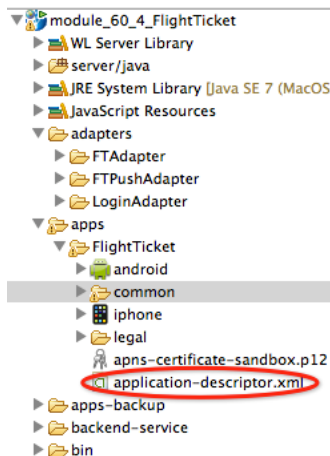 module_60_4_FlightTicket
WL Server Library
server/java
JRE System Library [Java SE 7 (MacOS
JavaScript Resources
adapters
FTAdapter
FTPushAdapter
LoginAdapter
apps
FlightTicket
android
common
iphone
legal
apns-certificate-sandbox.p12
application-descriptor.xml
apps-backup
backend-service
bin